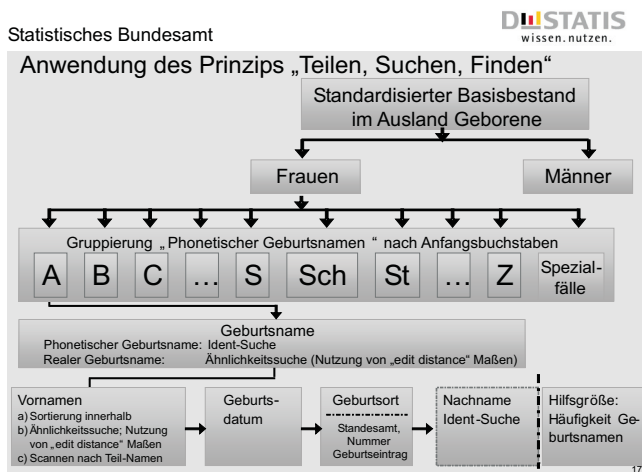 Statistisches Bundesamt
DESTATIS
wissen.nutzen.
Anwendung des Prinzips „Teilen, Suchen, Finden“
Standardisierter Basisbestand
im Ausland Geborene
Frauen
Männer
Gruppierung „Phonetischer Geburtsnamen “ nach Anfangsbuchstaben
A B C … S Sch St … Z Spezial-
fälle
Geburtsname
Phonetischer Geburtsname: Ident-Suche
Realer Geburtsname: Ähnlichkeitssuche (Nutzung von „edit distance“ Maßen)
Vornamen
a) Sortierung innerhalb
b) Ähnlichkeitssuche; Nutzung
von „edit distance“ Maßen
c) Scannen nach Teil-Namen
Geburts-
datum
Geburtsort
Standesamt,
Nummer
Geburtseintrag
Nachname
Ident-Suche
Hilfsgröße:
Häufigkeit Ge-
burtsnamen
17